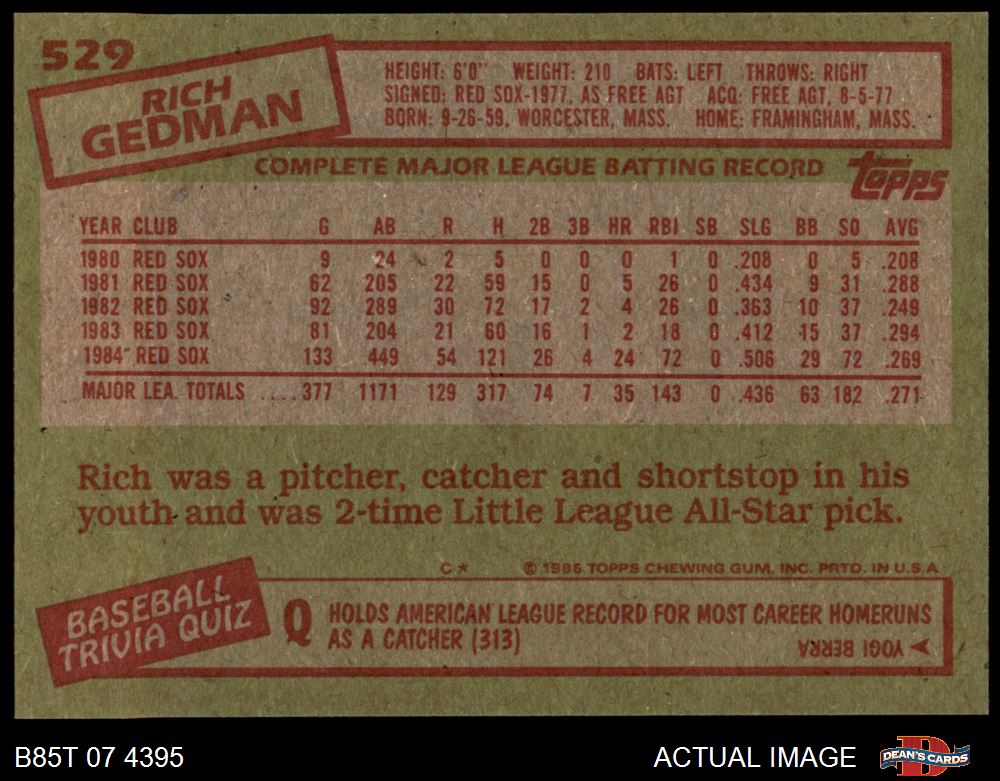 529
RICH
GEDMAN
HEIGHT: 6'0" WEIGHT: 210 BATS: LEFT THROWS: RIGHT
SIGNED: RED SOX-1977, AS FREE AGT ACQ: FREE AGT, 8-5-77
BORN: 9-26-59, WORCESTER, MASS. HOME: FRAMINGHAM, MASS.
COMPLETE MAJOR LEAGUE BATTING RECORD
topps
YEAR CLUB G AB R H 2B 3B HR RBI SB SLG BB SO AVG
1980 RED SOX 9 24 2 5 0 0 0 1 0 .208 0 5 .208
1981 RED SOX 62 205 22 59 15 0 5 26 0 .434 9 31 .288
1982 RED SOX 92 289 30 72 17 2 4 26 0 .363 10 37 .249
1983 RED SOX 81 204 21 60 16 1 2 18 0 .412 15 37 .294
1984 RED SOX 133 449 54 121 26 4 24 72 0 .506 29 72 .269
MAJOR LEA. TOTALS ....377 1171 129 317 74 7 35 143 0 .436 63 182 .271
Rich was a pitcher, catcher and shortstop in his
youth and was 2-time Little League All-Star pick.
C★ © 1985 TOPPS CHEWING GUM, INC. PRTD. IN U.S.A
BASEBALL
TRIVIA QUIZ
Q HOLDS AMERICAN LEAGUE RECORD FOR MOST CAREER HOMERUNS
AS A CATCHER (313)
YOGI BERRA
B85T 07 4395
ACTUAL IMAGE
DEAN'S CARDS